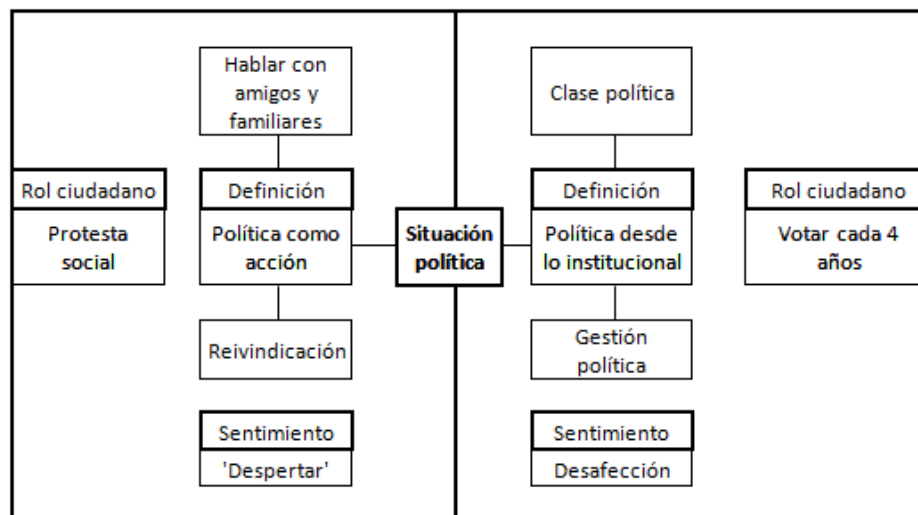 Hablar con
amigos y
familiares
Clase política
Rol ciudadano
Protesta
social
Definición
Política como
acción
Situación
política
Definición
Política desde
lo institucional
Rol ciudadano
Votar cada 4
años
Reivindicación
Gestión
política
Sentimiento
'Despertar'
Sentimiento
Desafección